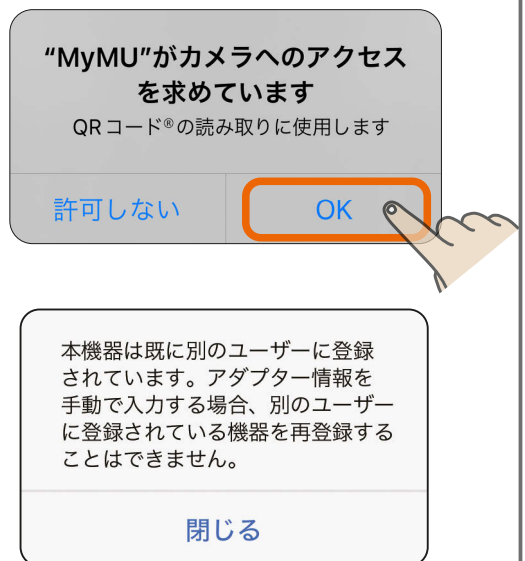 “MyMU”がカメラへのアクセス
を求めています
QRコード®の読み取りに使用します
許可しない
OK
本機器は既に別のユーザーに登録
されています。アダプター情報を
手動で入力する場合、別のユーザー
に登録されている機器を再登録する
ことはできません。
閉じる